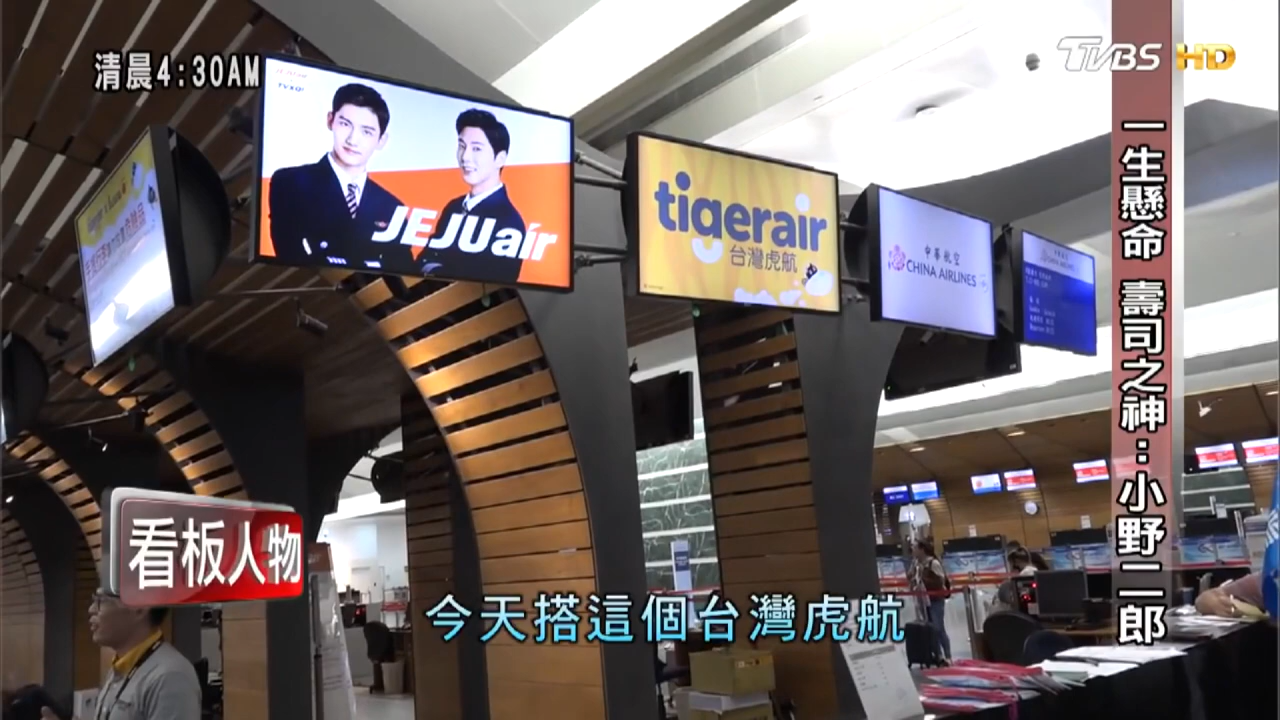 清晨4:30AM
TVBS HD
JEJUair
tigerair
台灣虎航
中華航空
CHINA AIRLINES
一生懸命 壽司之神：小野二郎
看板人物
今天搭這個台灣虎航